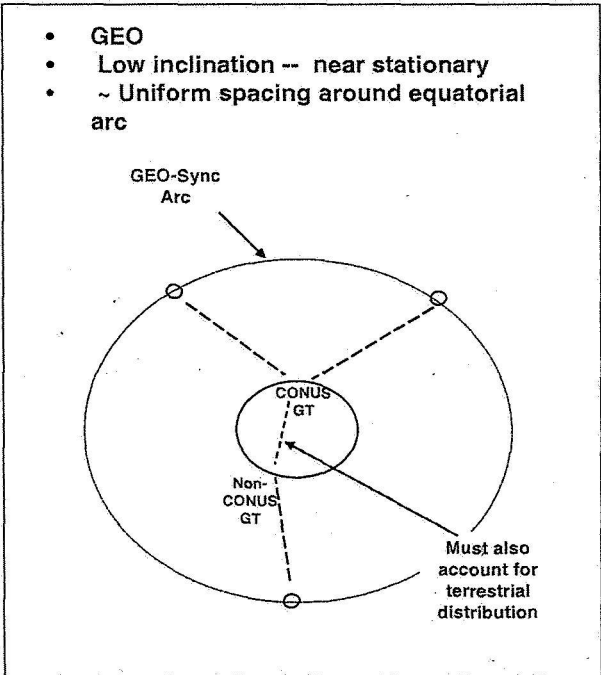 • GEO
• Low inclination -- near stationary
• ~ Uniform spacing around equatorial
arc
GEO-Sync
Arc
CONUS
GT
Non-
CONUS
GT
Must also
account for
terrestrial
distribution